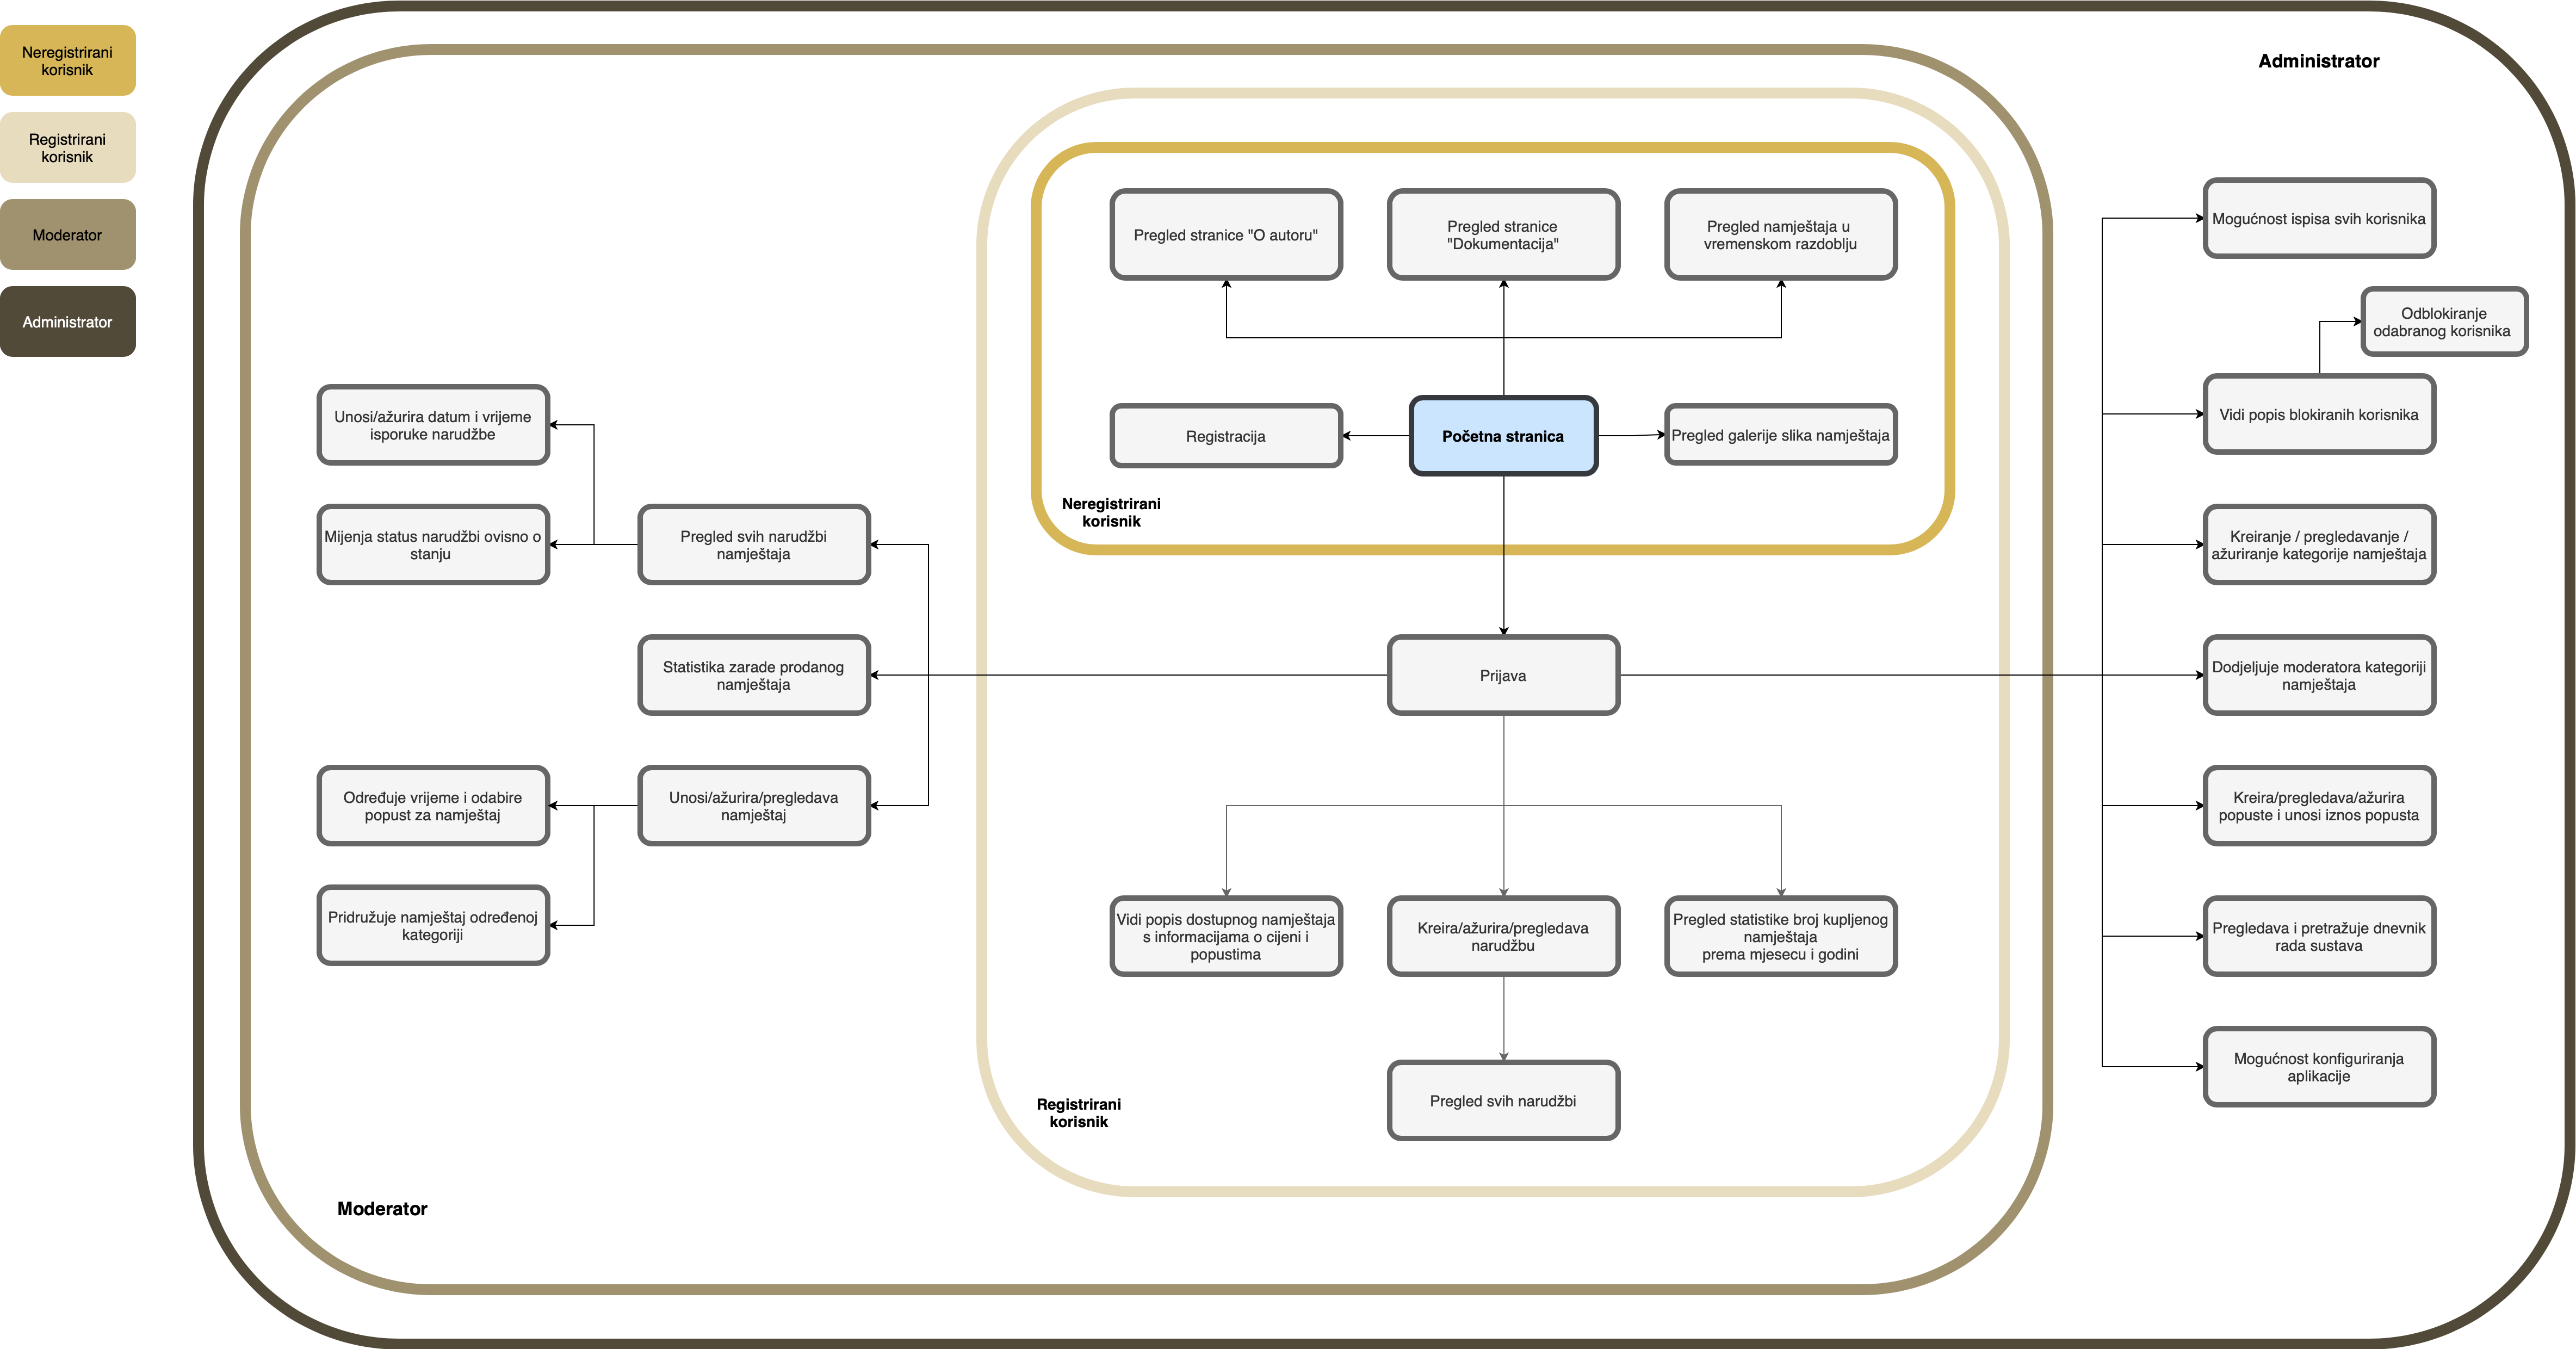 Neregistrirani
korisnik
Registrirani
korisnik
Moderator
Administrator
Administrator
Pregled stranice "O autoru"
Pregled stranice
"Dokumentacija"
Pregled namještaja u
vremenskom razdoblju
Registracija
Početna stranica
Pregled galerije slika namještaja
Neregistrirani
korisnik
Unosi/ažurira datum i vrijeme
isporuke narudžbe
Mijenja status narudžbi ovisno o
stanju
Pregled svih narudžbi
namještaja
Statistika zarade prodanog
namještaja
Određuje vrijeme i odabire
popust za namještaj
Unosi/ažurira/pregledava
namještaj
Pridružuje namještaj određenoj
kategoriji
Prijava
Vidi popis dostupnog namještaja
s informacijama o cijeni i
popustima
Kreira/ažurira/pregledava
narudžbu
Pregled statistike broj kupljenog
namještaja
prema mjesecu i godini
Pregled svih narudžbi
Registrirani
korisnik
Moderator
Mogućnost ispisa svih korisnika
Odblokiranje
odabranog korisnika
Vidi popis blokiranih korisnika
Kreiranje / pregledavanje /
ažuriranje kategorije namještaja
Dodjeljuje moderatora kategoriji
namještaja
Kreira/pregledava/ažurira
popuste i unosi iznos popusta
Pregledava i pretražuje dnevnik
rada sustava
Mogućnost konfiguriranja
aplikacije